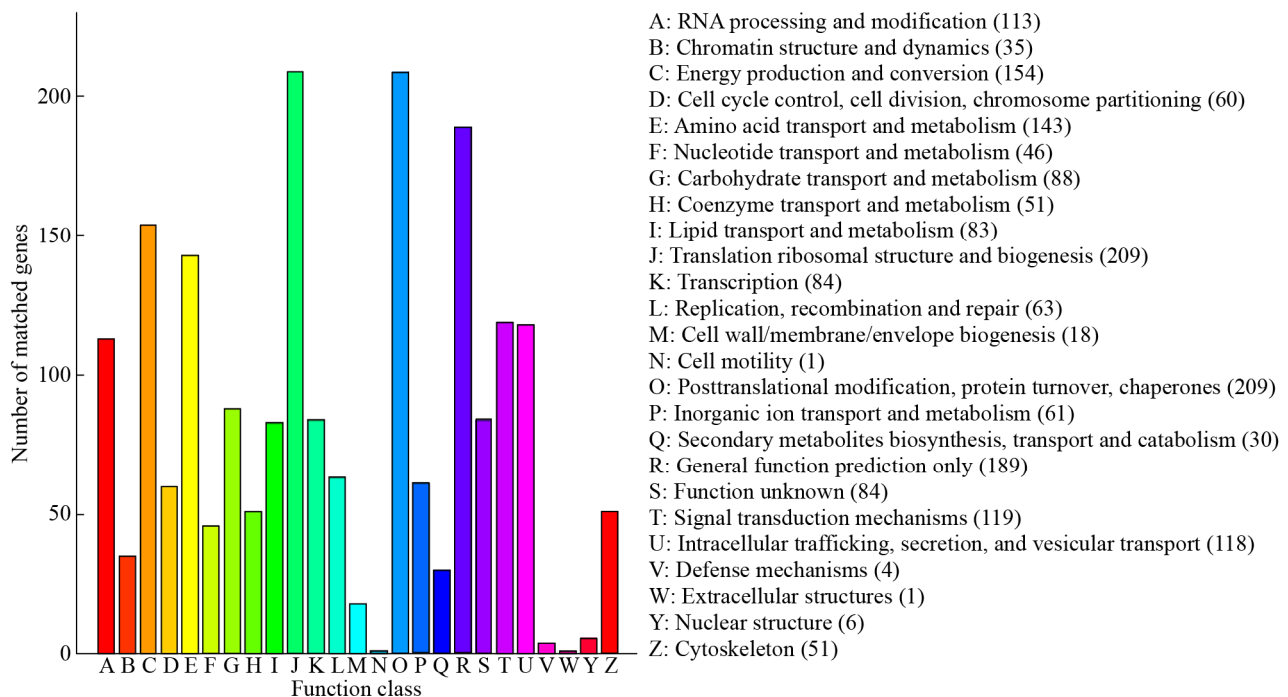 200
150
100
50
0
Number of matched genes
A B C D E F G H I J K L M N O P Q R S T U V W Y Z
Function class
A: RNA processing and modification (113)
B: Chromatin structure and dynamics (35)
C: Energy production and conversion (154)
D: Cell cycle control, cell division, chromosome partitioning (60)
E: Amino acid transport and metabolism (143)
F: Nucleotide transport and metabolism (46)
G: Carbohydrate transport and metabolism (88)
H: Coenzyme transport and metabolism (51)
I: Lipid transport and metabolism (83)
J: Translation ribosomal structure and biogenesis (209)
K: Transcription (84)
L: Replication, recombination and repair (63)
M: Cell wall/membrane/envelope biogenesis (18)
N: Cell motility (1)
O: Posttranslational modification, protein turnover, chaperones (209)
P: Inorganic ion transport and metabolism (61)
Q: Secondary metabolites biosynthesis, transport and catabolism (30)
R: General function prediction only (189)
S: Function unknown (84)
T: Signal transduction mechanisms (119)
U: Intracellular trafficking, secretion, and vesicular transport (118)
V: Defense mechanisms (4)
W: Extracellular structures (1)
Y: Nuclear structure (6)
Z: Cytoskeleton (51)